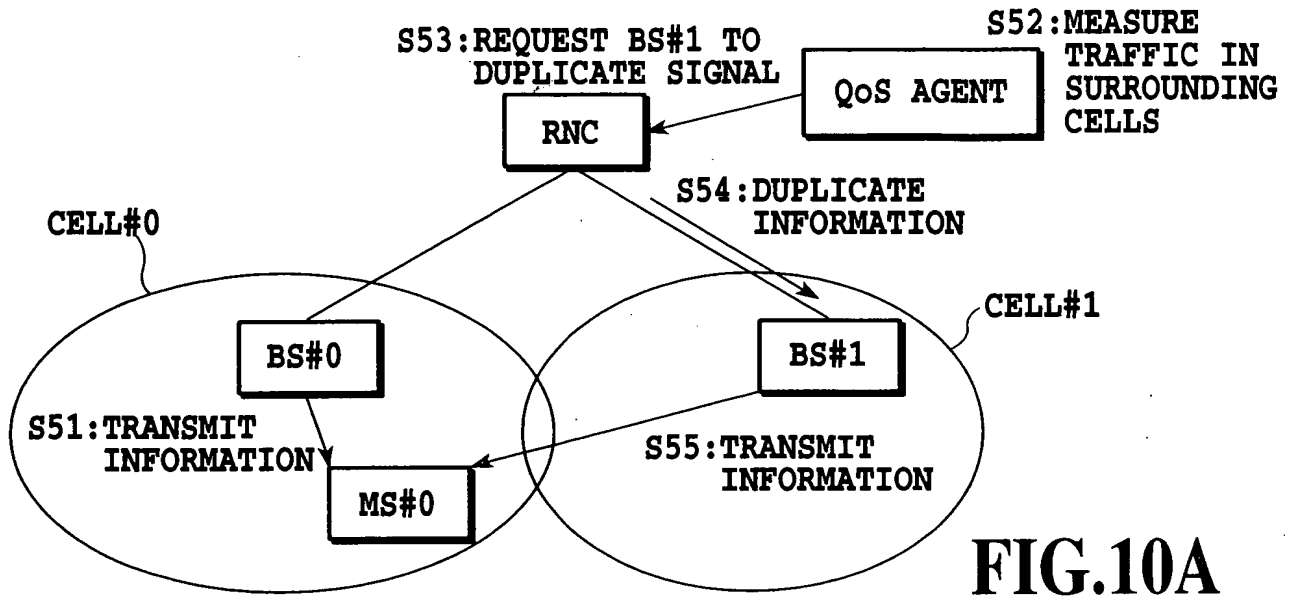 S53:REQUEST BS#1 TO
DUPLICATE SIGNAL
S52:MEASURE
TRAFFIC IN
SURROUNDING
CELLS
QoS AGENT
RNC
S54:DUPLICATE
INFORMATION
CELL#0
CELL#1
BS#0
BS#1
S51:TRANSMIT
INFORMATION
S55:TRANSMIT
INFORMATION
MS#0
FIG.10A